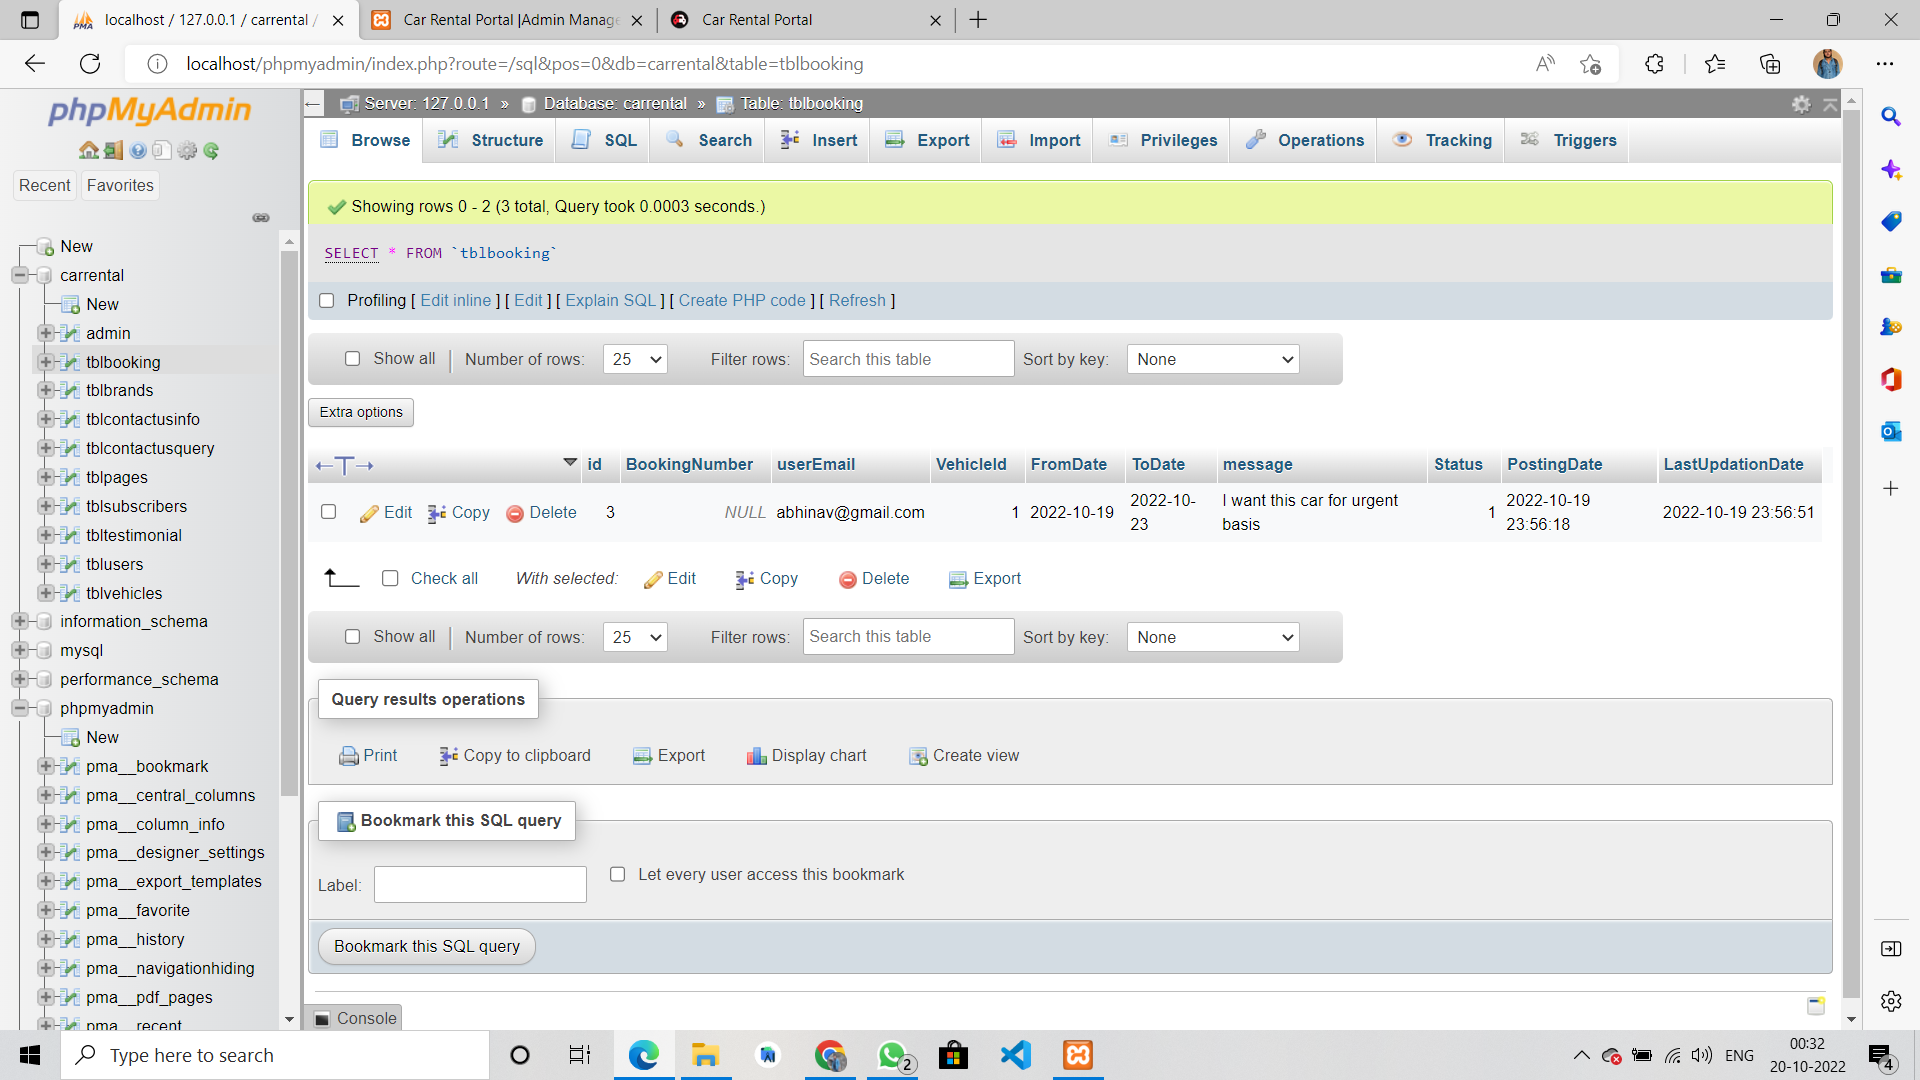 localhost / 127.0.0.1 / carrental /
Car Rental Portal |Admin Manage
Car Rental Portal
localhost/phpmyadmin/index.php?route=/sql&pos=0&db=carrental&table=tblbooking
phpMyAdmin
Recent Favorites
New
carrental
New
admin
tblbooking
tblbrands
tblcontactusinfo
tblcontactusquery
tblpages
tblsubscribers
tbltestimonial
tblusers
tblvehicles
information_schema
mysql
performance_schema
phpmyadmin
New
pma__bookmark
pma__central_columns
pma__column_info
pma__designer_settings
pma__export_templates
pma__favorite
pma__history
pma__navigationhiding
pma__pdf_pages
pma__recent
Server: 127.0.0.1 » Database: carrental » Table: tblbooking
Browse Structure SQL Search Insert Export Import Privileges Operations Tracking Triggers
Showing rows 0 - 2 (3 total, Query took 0.0003 seconds.)
SELECT * FROM `tblbooking`
Profiling [ Edit inline ] [ Edit ] [ Explain SQL ] [ Create PHP code ] [ Refresh ]
Show all Number of rows: 25 Filter rows: Search this table Sort by key: None
Extra options
←T→ id BookingNumber userEmail VehicleId FromDate ToDate message Status PostingDate LastUpdationDate
Edit Copy Delete 3 NULL abhinav@gmail.com 1 2022-10-19 2022-10-23 I want this car for urgent basis 1 2022-10-19 23:56:18 2022-10-19 23:56:51
Check all With selected: Edit Copy Delete Export
Show all Number of rows: 25 Filter rows: Search this table Sort by key: None
Query results operations
Print Copy to clipboard Export Display chart Create view
Bookmark this SQL query
Label: Let every user access this bookmark
Bookmark this SQL query
Console
Type here to search
2
ENG
00:32
20-10-2022
4